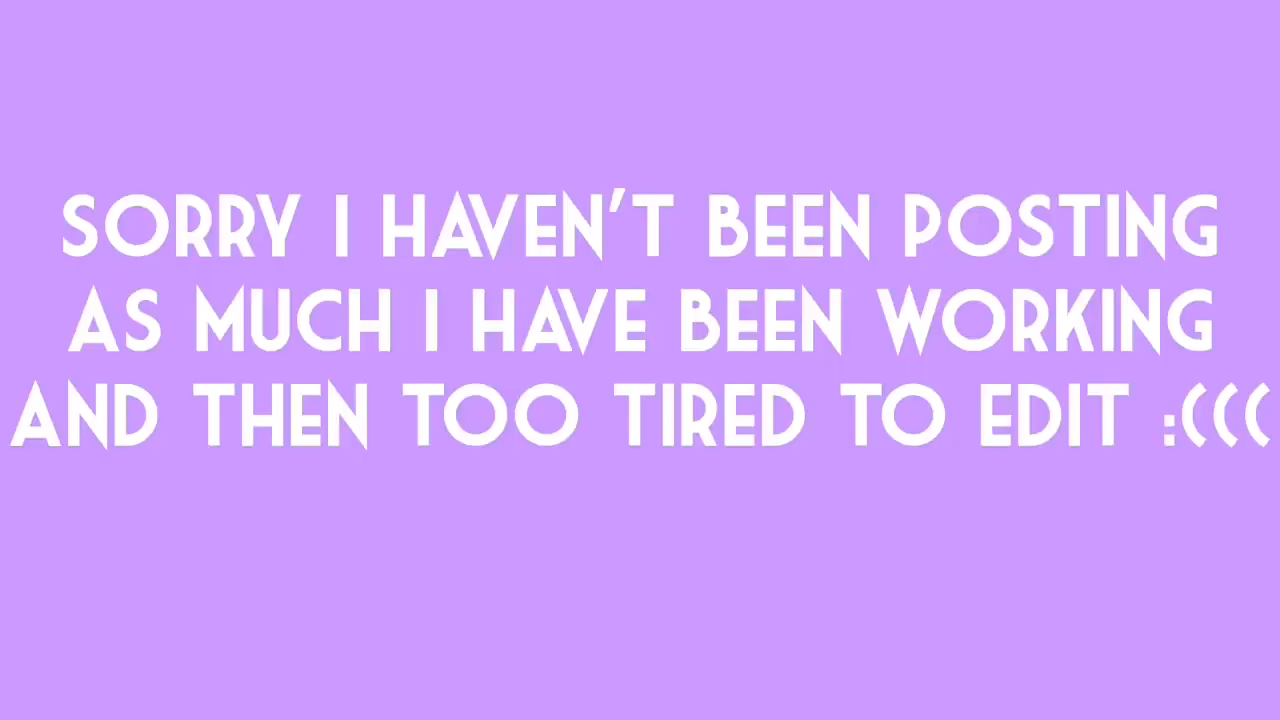 SORRY I HAVEN'T BEEN POSTING
AS MUCH I HAVE BEEN WORKING
AND THEN TOO TIRED TO EDIT :(((